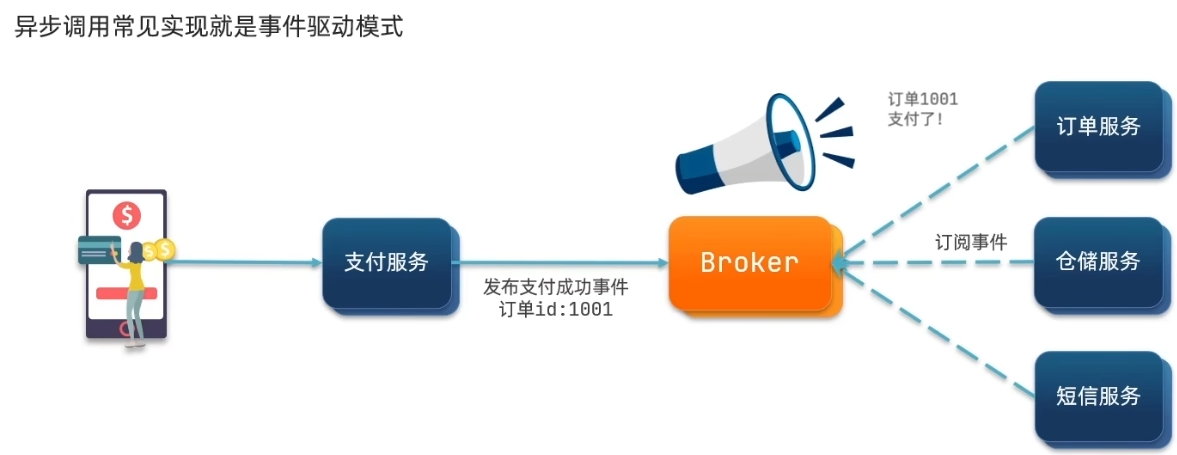 异步调用常见实现就是事件驱动模式
订单1001
支付了!
订单服务
支付服务
发布支付成功事件
订单id:1001
Broker
订阅事件
仓储服务
短信服务